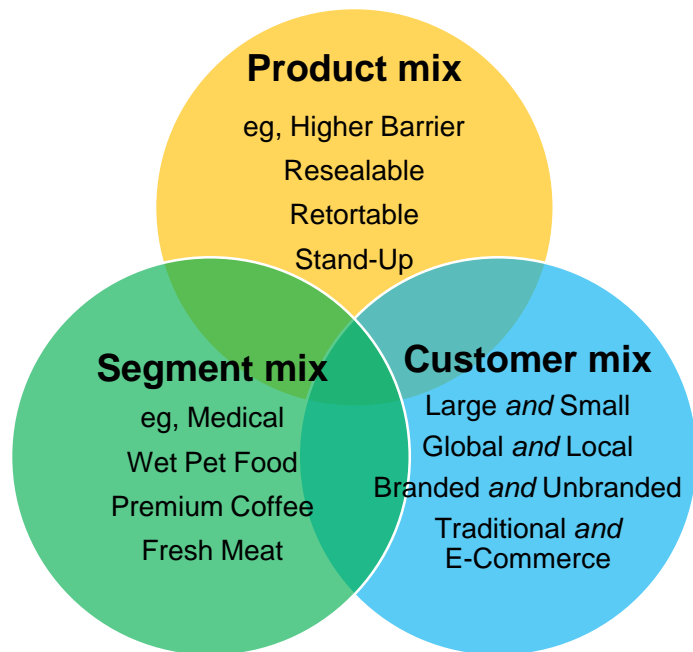 Product mix
eg, Higher Barrier
Resealable
Retortable
Stand-Up
Segment mix
eg, Medical
Wet Pet Food
Premium Coffee
Fresh Meat
Customer mix
Large and Small
Global and Local
Branded and Unbranded
Traditional and
E-Commerce